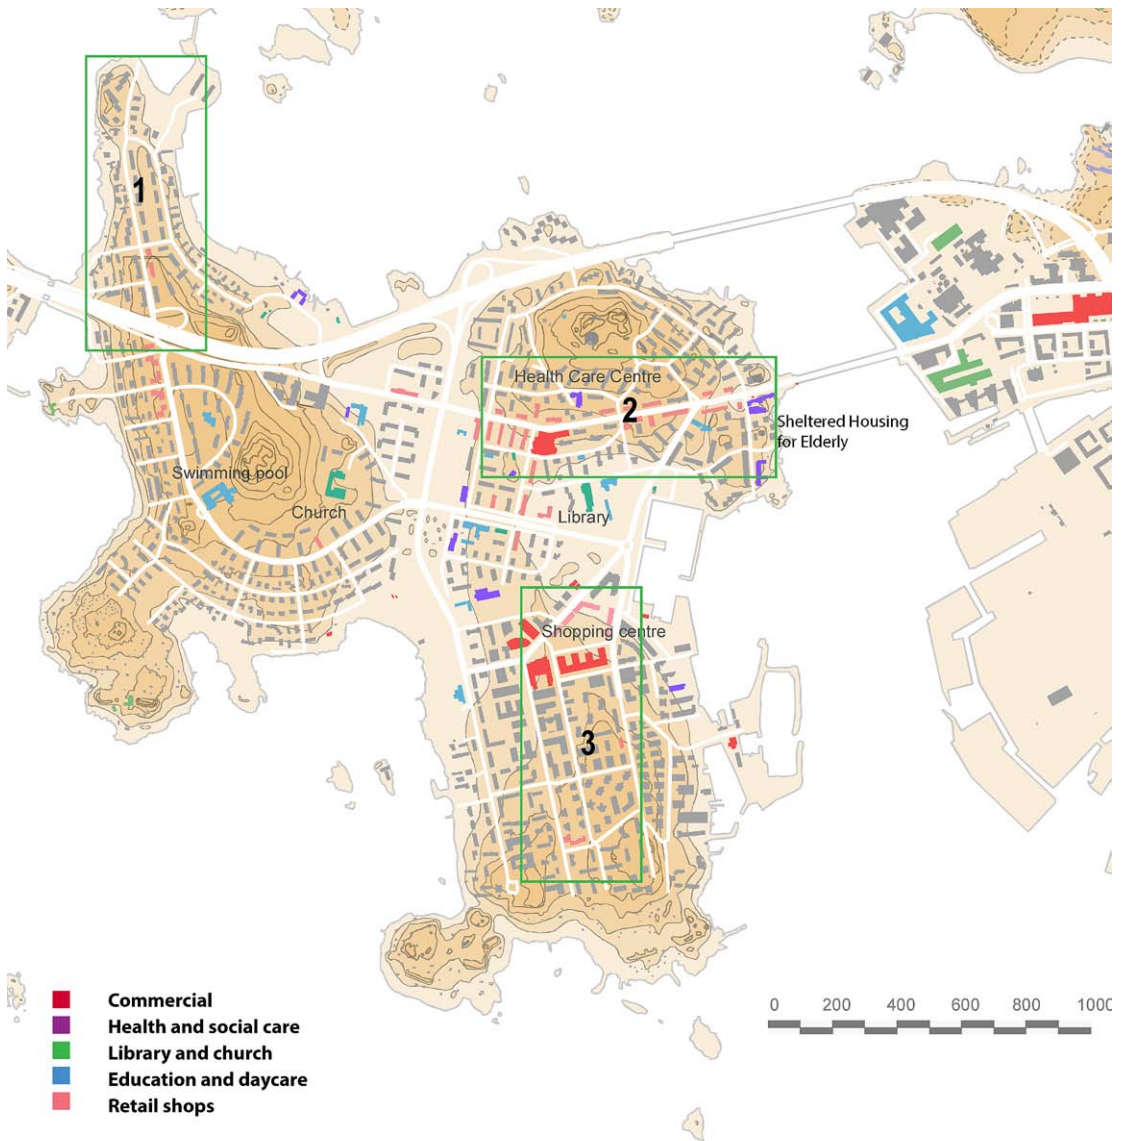 1
Health Care Centre
2
Sheltered Housing
for Elderly
Swimming pool
Church
Library
Shopping centre
3
Commercial
Health and social care
Library and church
Education and daycare
Retail shops
0 200 400 600 800 1000